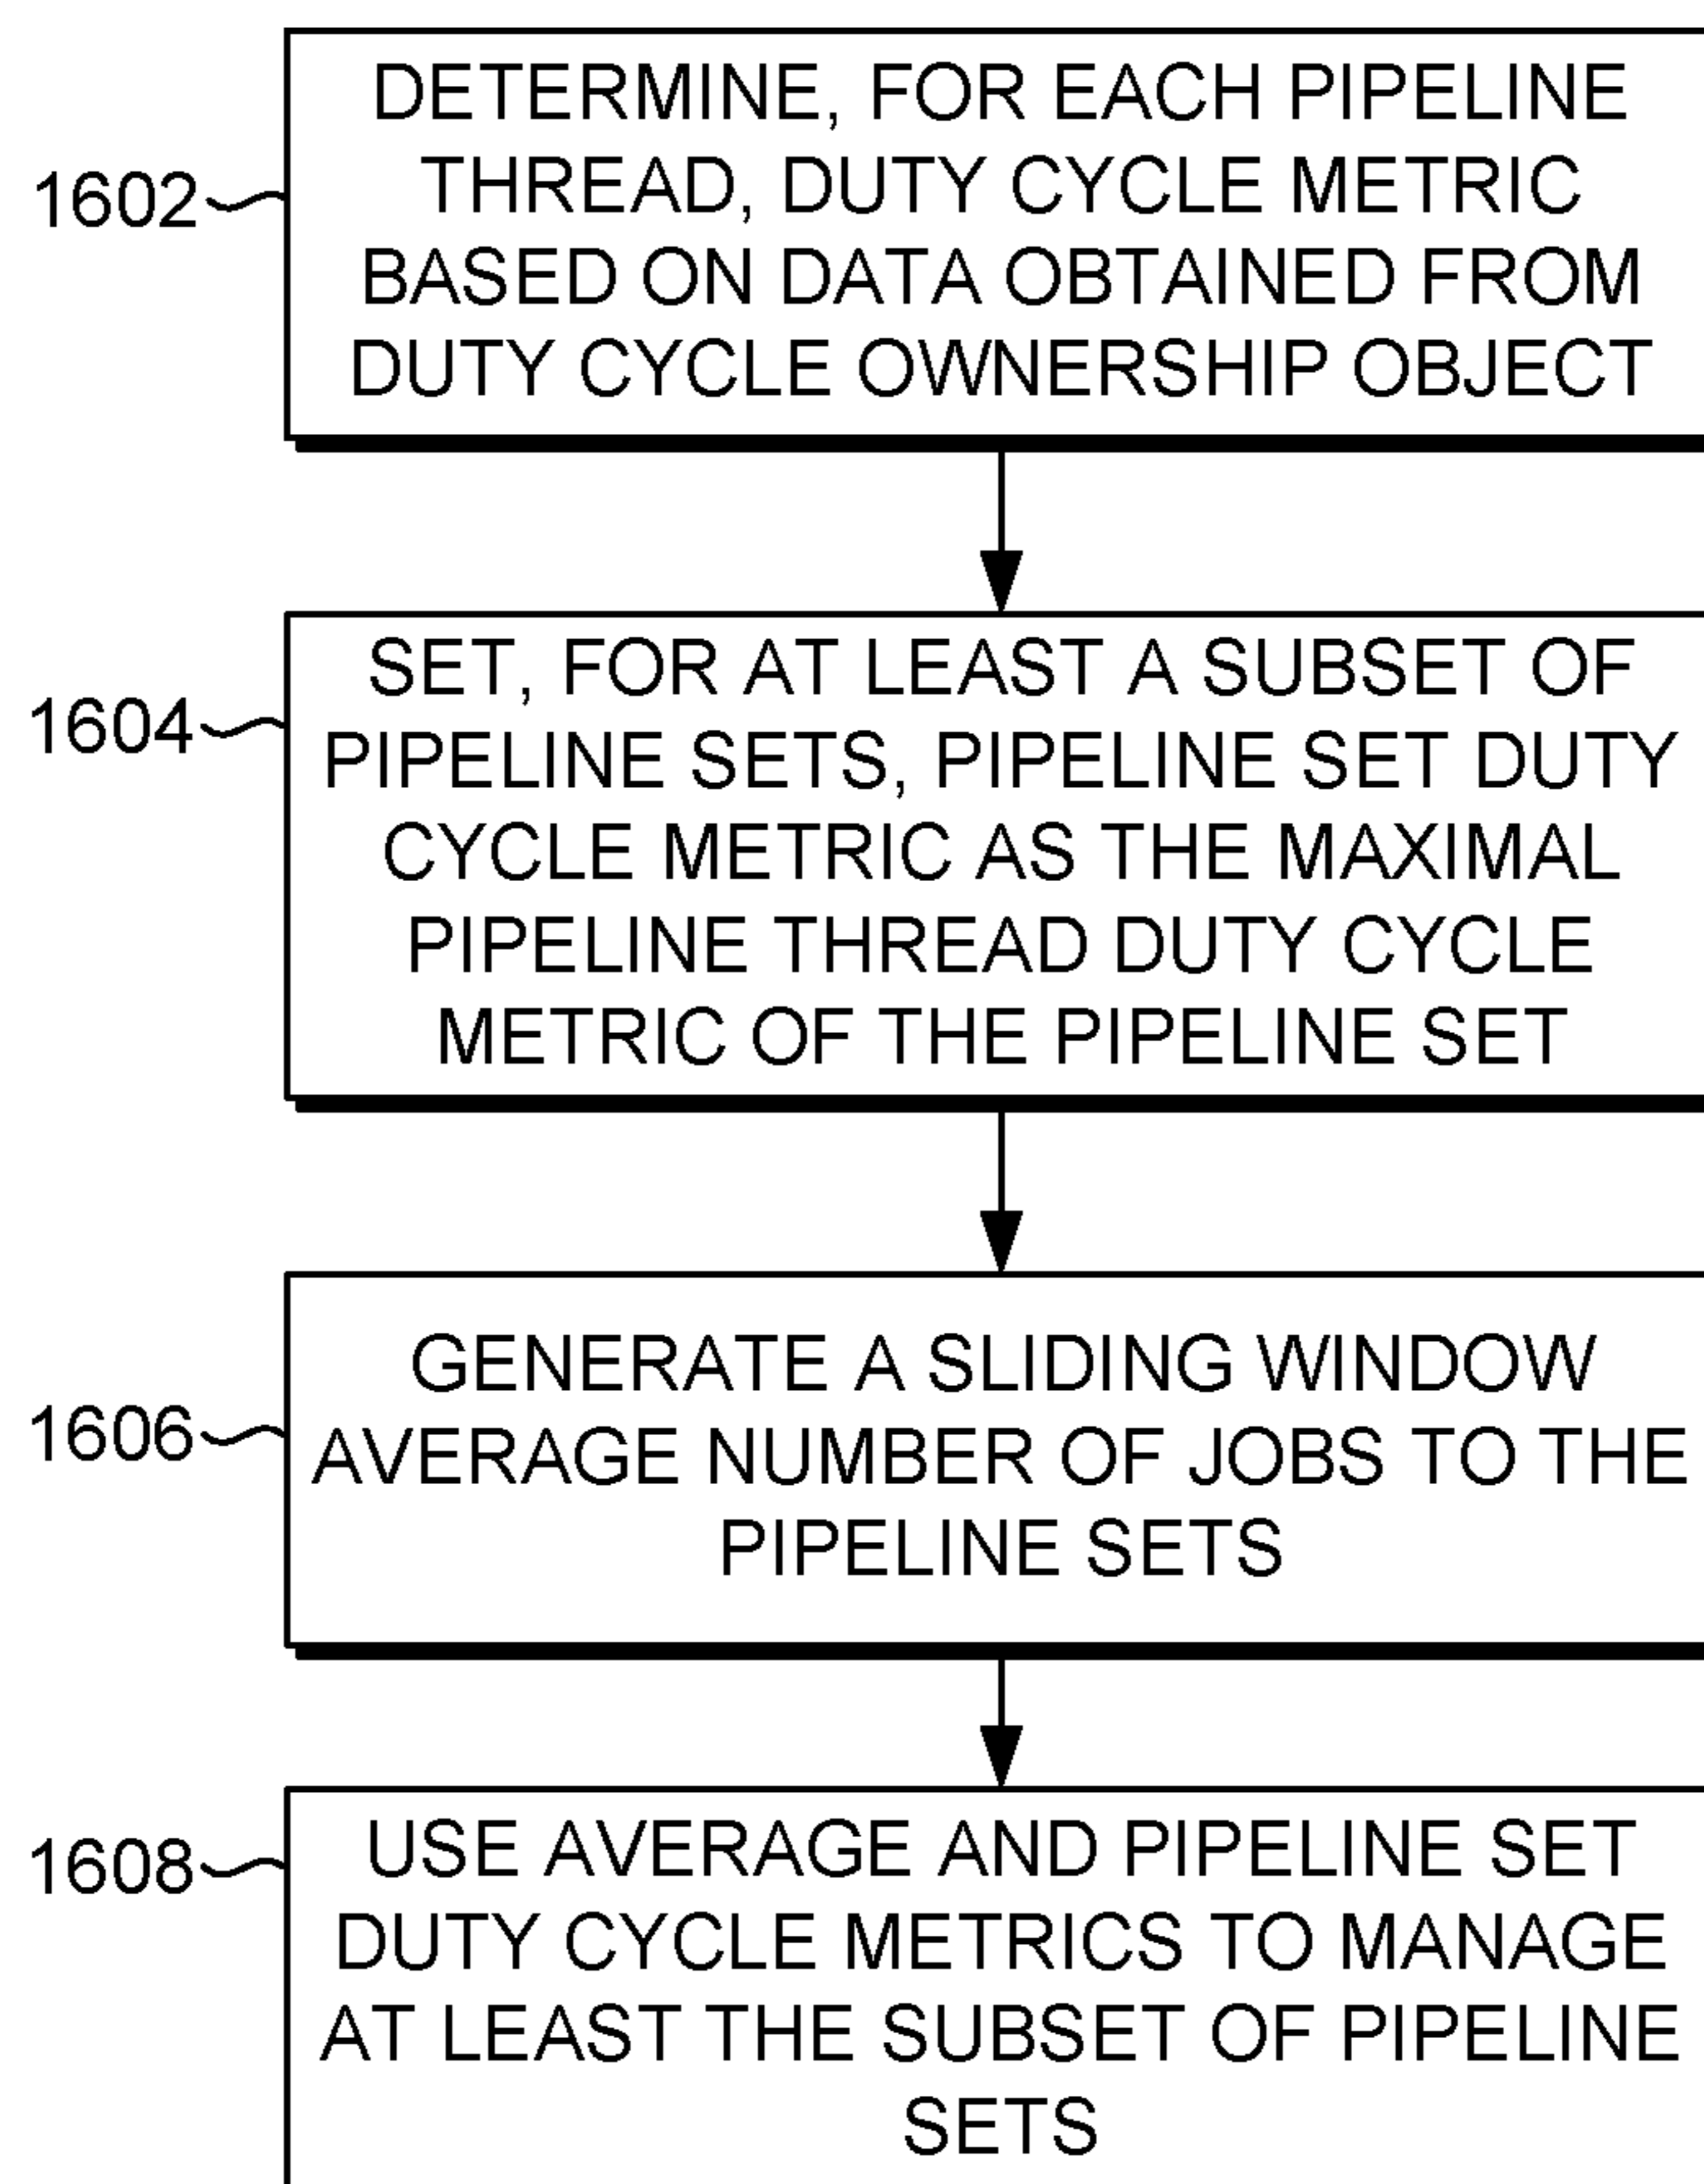 DETERMINE, FOR EACH PIPELINE
THREAD, DUTY CYCLE METRIC
1602
BASED ON DATA OBTAINED FROM
DUTY CYCLE OWNERSHIP OBJECT
SET, FOR AT LEAST A SUBSET OF
1604
PIPELINE SETS, PIPELINE SET DUTY
CYCLE METRIC AS THE MAXIMAL
PIPELINE THREAD DUTY CYCLE
METRIC OF THE PIPELINE SET
GENERATE A SLIDING WINDOW
1606
AVERAGE NUMBER OF JOBS TO THE
PIPELINE SETS
USE AVERAGE AND PIPELINE SET
1608
DUTY CYCLE METRICS TO MANAGE
AT LEAST THE SUBSET OF PIPELINE
SETS